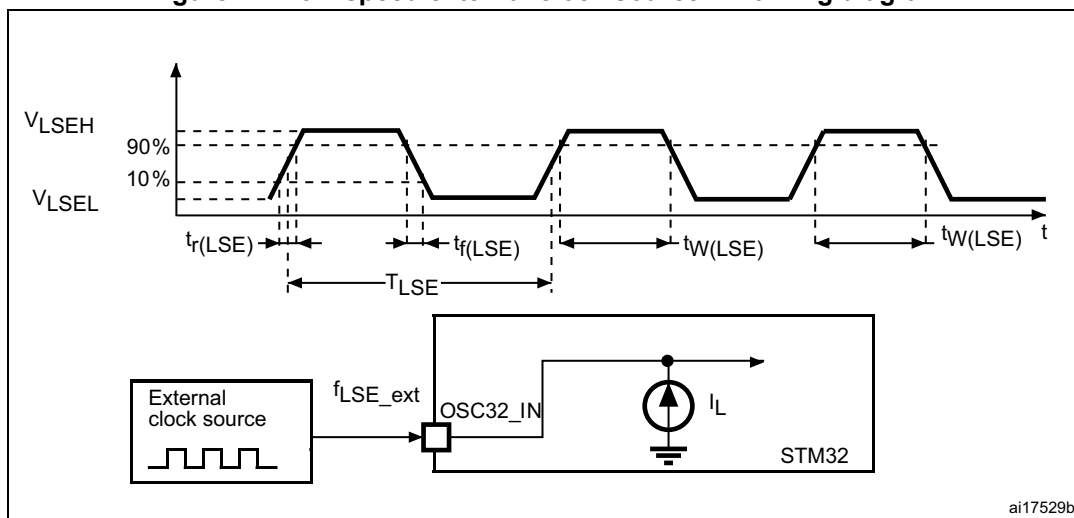 VLSEH
90%
10%
VLSEL
tr(LSE)
tf(LSE)
tW(LSE)
tW(LSE)
t
TLSE
External
clock source
fLSE_ext
OSC32_IN
IL
STM32
ai17529b